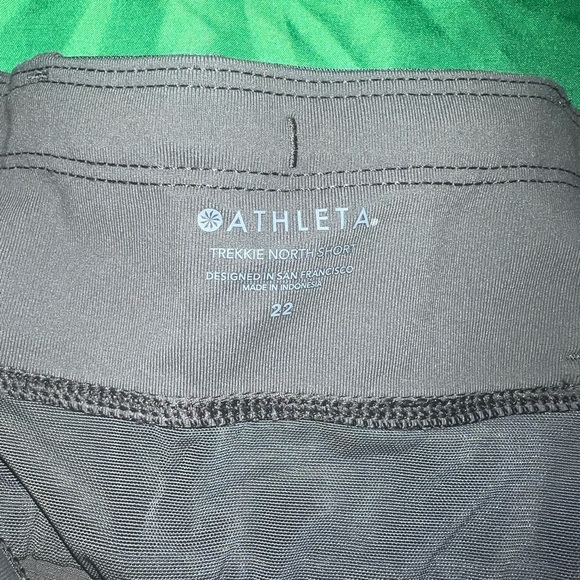 ATHLETA
TREKKIE NORTH SHORT
DESIGNED IN SAN FRANCISCO
MADE IN INDONESIA
22